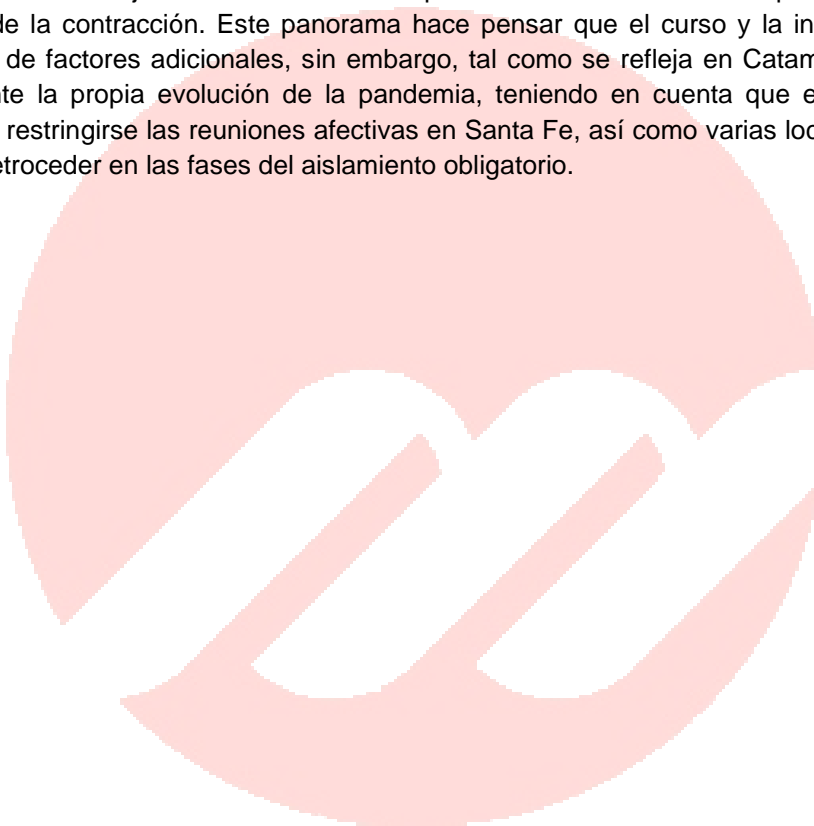 de la contracción. Este panorama hace pensar que el curso y la in
de factores adicionales, sin embargo, tal como se refleja en Catam
te la propia evolución de la pandemia, teniendo en cuenta que e
restringirse las reuniones afectivas en Santa Fe, así como varias loc
etroceder en las fases del aislamiento obligatorio.